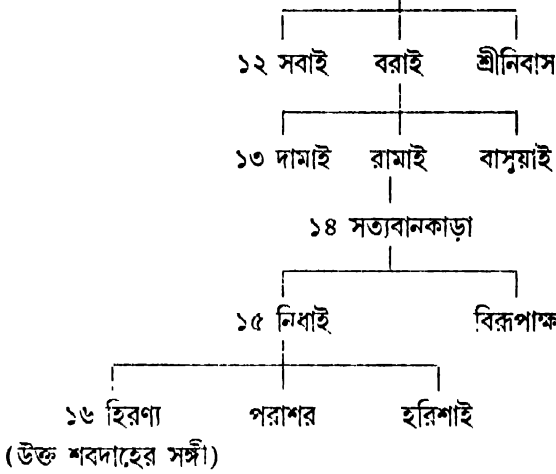 ১২ সবাই বরাই শ্রীনিবাস
১৩ দামাই রামাই বাসুয়াই
১৪ সত্যবানকাড়া
১৫ নিধাই বিরূপাক্ষ
১৬ হিরণ্য পরাশর হরিশাই
(উক্ত শবদাহের সঙ্গী)